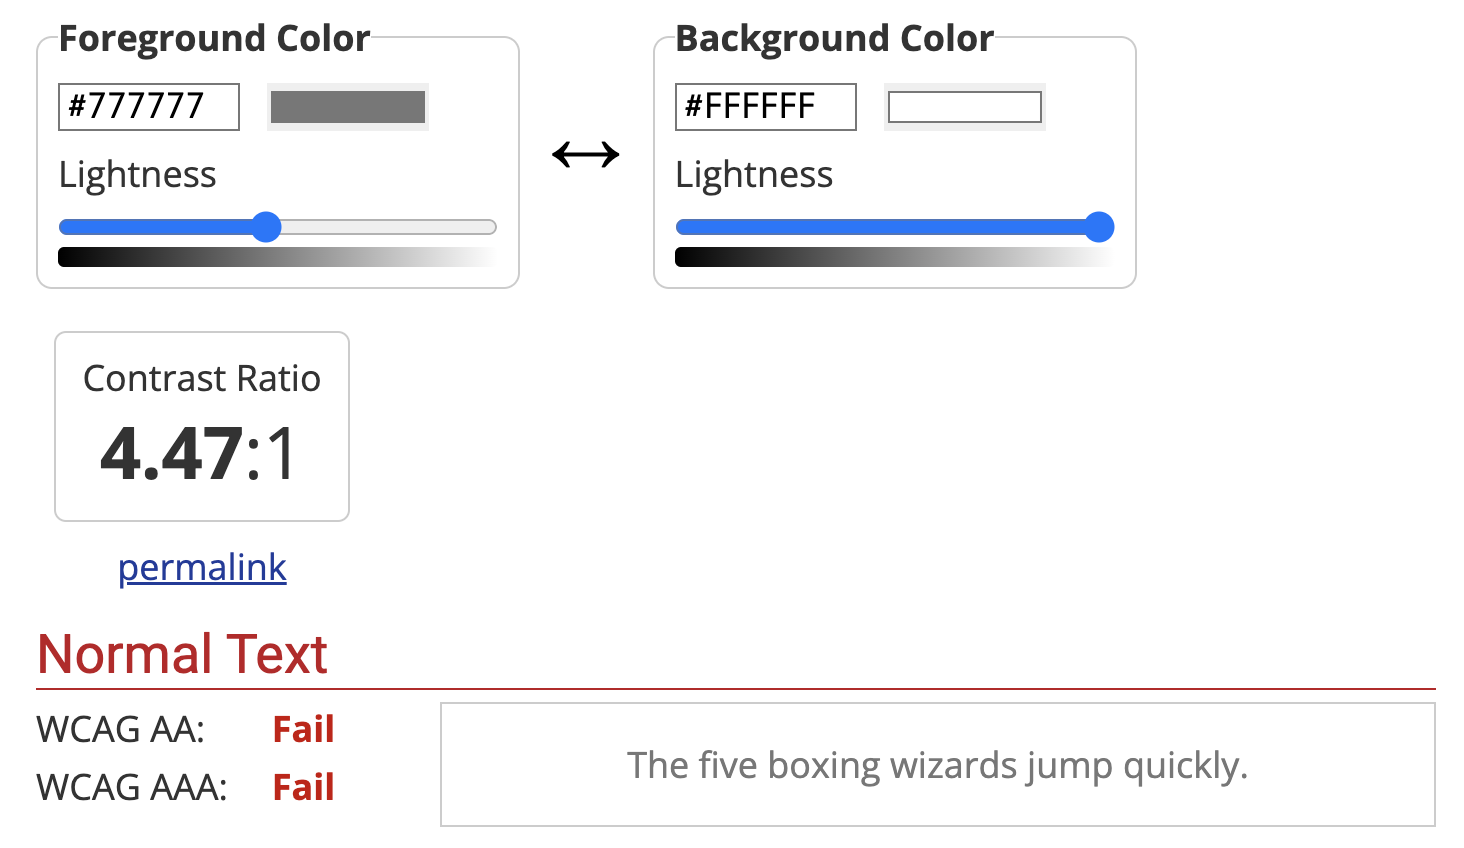 Foreground Color
#777777
Lightness
Background Color
#FFFFFF
Lightness
Contrast Ratio
4.47:1
permalink
Normal Text
WCAG AA: Fail
WCAG AAA: Fail
The five boxing wizards jump quickly.